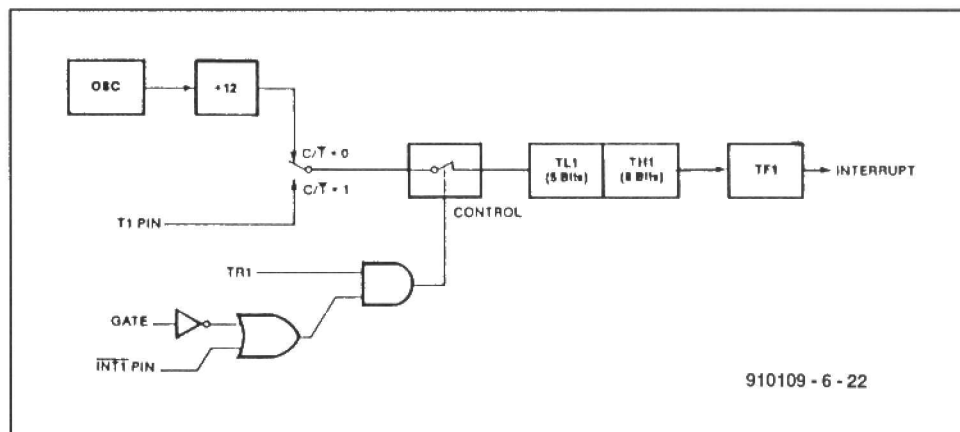 OSC
÷12
C/T̅ = 0
C/T̅ = 1
T1 PIN
CONTROL
TL1
(5 Bits)
TH1
(8 Bits)
TF1
INTERRUPT
TR1
GATE
I̅N̅T̅1̅ PIN
910109 - 6 - 22